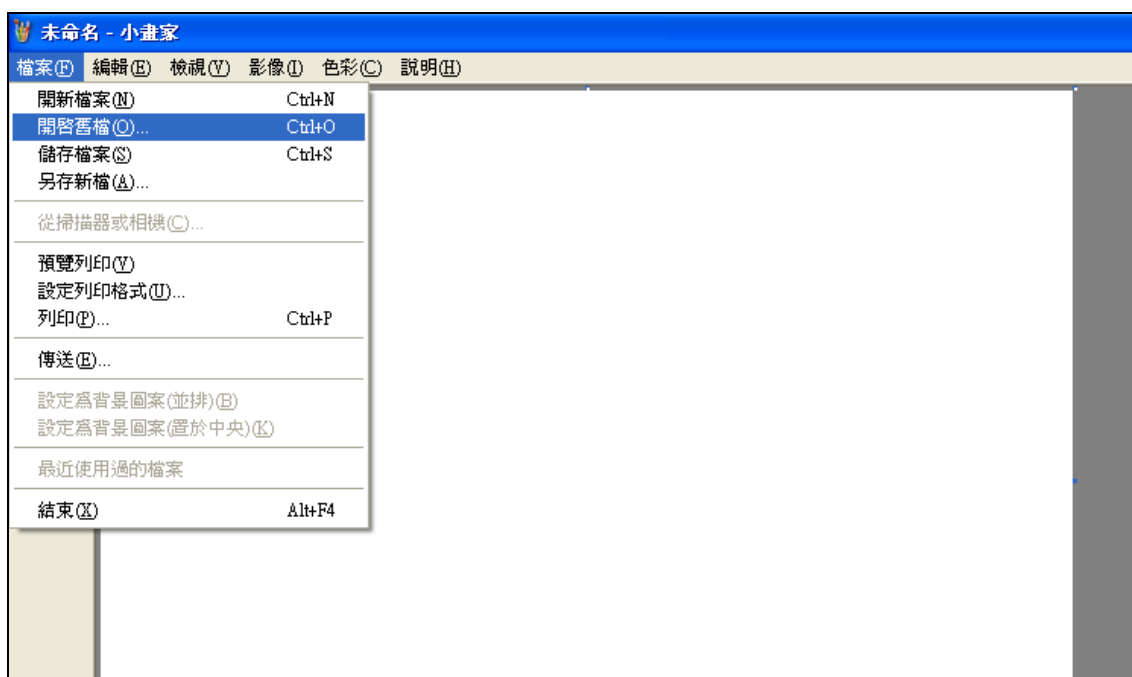 未命名 - 小畫家
檔案(F) 編輯(E) 檢視(V) 影像(I) 色彩(C) 說明(H)
開新檔案(N) Ctrl+N
開啓舊檔(O)... Ctrl+O
儲存檔案(S) Ctrl+S
另存新檔(A)...
從掃描器或相機(C)...
預覽列印(V)
設定列印格式(U)...
列印(P)... Ctrl+P
傳送(E)...
設定爲背景圖案(並排)(B)
設定爲背景圖案(置於中央)(K)
最近使用過的檔案
結束(X) Alt+F4